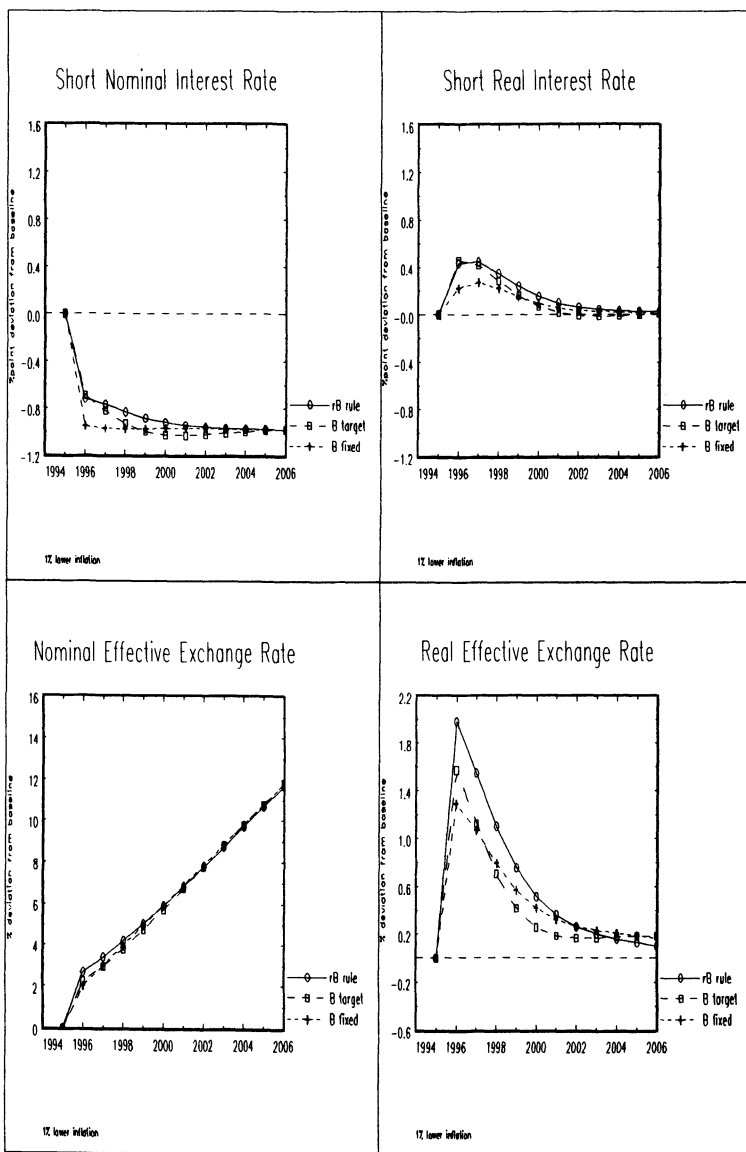 Short Nominal Interest Rate
%point deviation from baseline
1.6
1.2
0.8
0.4
0.0
-0.4
-0.8
-1.2
1994 1996 1998 2000 2002 2004 2006
rB rule
B target
B fixed
1% lower inflation
Short Real Interest Rate
%point deviation from baseline
1.6
1.2
0.8
0.4
-0.0
-0.4
-0.8
-1.2
1994 1996 1998 2000 2002 2004 2006
rB rule
B target
B fixed
1% lower inflation
Nominal Effective Exchange Rate
% deviation from baseline
16
14
12
10
8
6
4
2
0
1994 1996 1998 2000 2002 2004 2006
rB rule
B target
B fixed
1% lower inflation
Real Effective Exchange Rate
% deviation from baseline
2.2
1.8
1.4
1.0
0.6
0.2
-0.2
-0.6
1994 1996 1998 2000 2002 2004 2006
rB rule
B target
B fixed
1% lower inflation